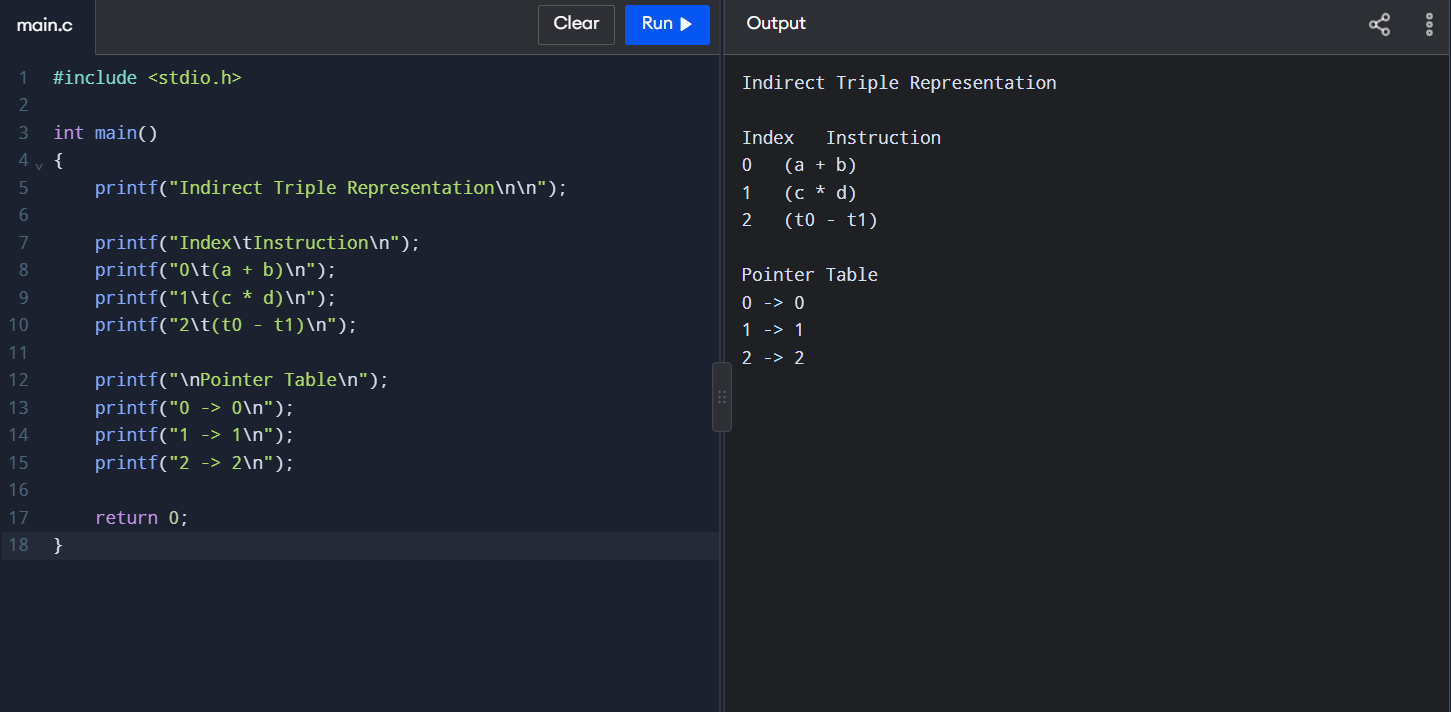 main.c
Clear
Run
1 #include <stdio.h>
2
3 int main()
4 {
5     printf("Indirect Triple Representation\n\n");
6
7     printf("Index\tInstruction\n");
8     printf("0\t(a + b)\n");
9     printf("1\t(c * d)\n");
10     printf("2\t(t0 - t1)\n");
11
12     printf("\nPointer Table\n");
13     printf("0 -> 0\n");
14     printf("1 -> 1\n");
15     printf("2 -> 2\n");
16
17     return 0;
18 }
Output
Indirect Triple Representation
Index   Instruction
0   (a + b)
1   (c * d)
2   (t0 - t1)
Pointer Table
0 -> 0
1 -> 1
2 -> 2